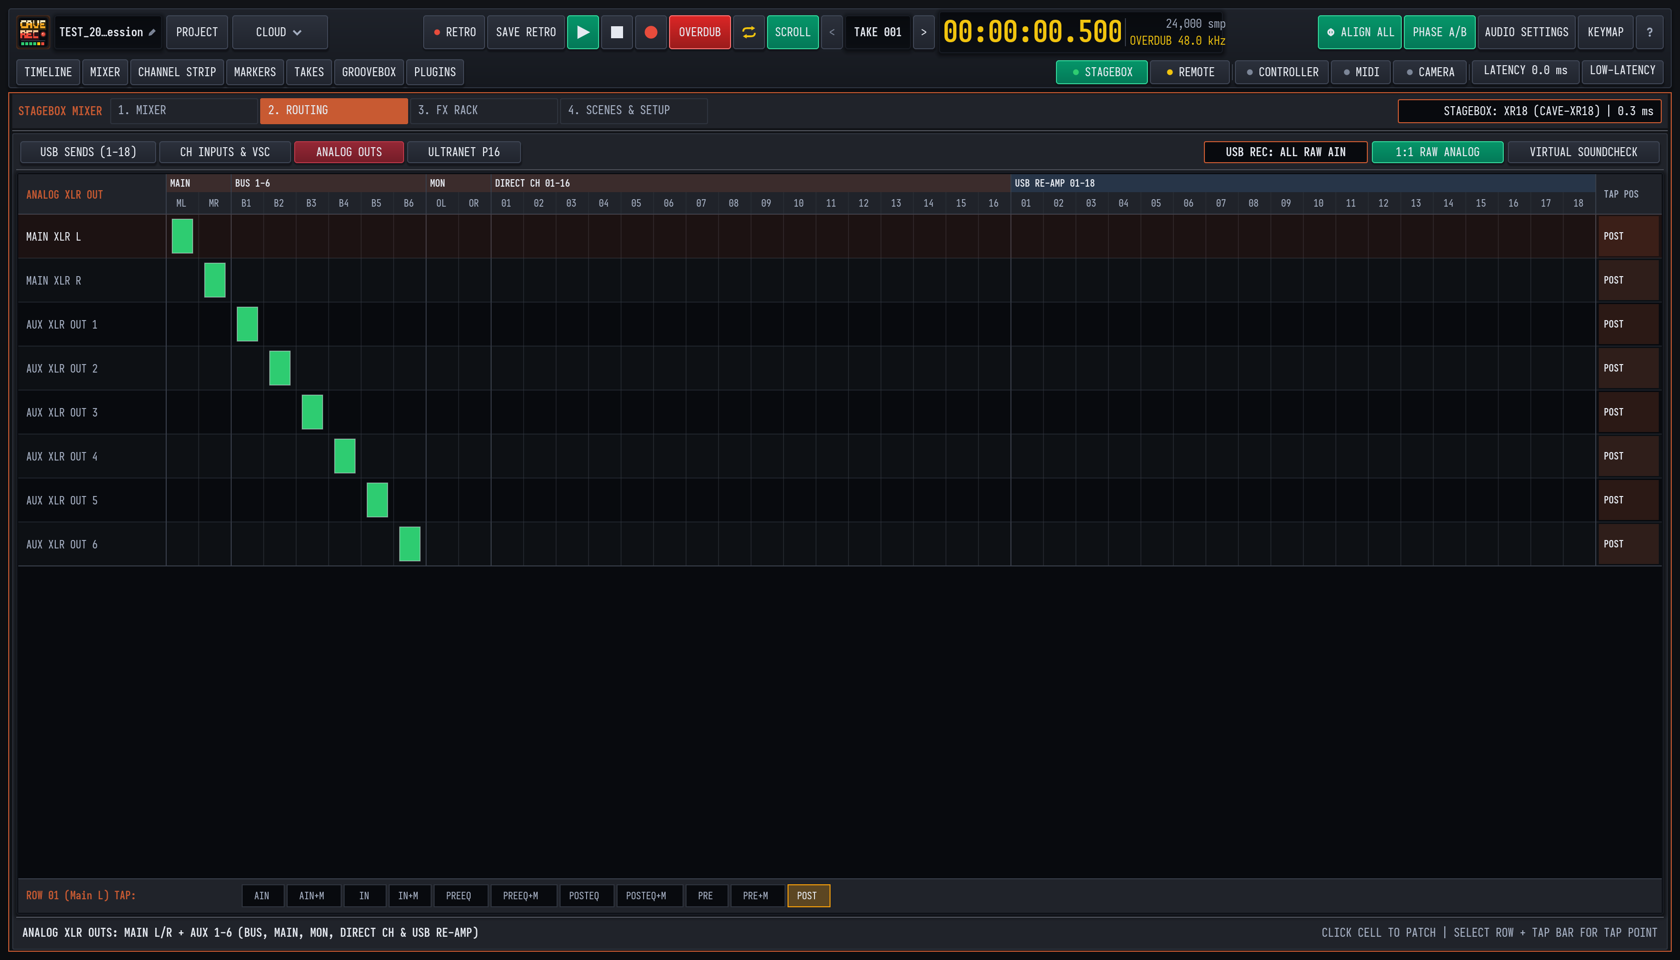 CAVE REC
TEST_20…ession PROJECT CLOUD RETRO SAVE RETRO OVERDUB SCROLL < TAKE 001 > 00:00:00.500 24,000 smp OVERDUB 48.0 kHz ALIGN ALL PHASE A/B AUDIO SETTINGS KEYMAP ?
TIMELINE MIXER CHANNEL STRIP MARKERS TAKES GROOVEBOX PLUGINS STAGEBOX REMOTE CONTROLLER MIDI CAMERA LATENCY 0.0 ms LOW-LATENCY
STAGEBOX MIXER 1. MIXER 2. ROUTING 3. FX RACK 4. SCENES & SETUP STAGEBOX: XR18 (CAVE-XR18) | 0.3 ms
USB SENDS (1-18) CH INPUTS & VSC ANALOG OUTS ULTRANET P16 USB REC: ALL RAW AIN 1:1 RAW ANALOG VIRTUAL SOUNDCHECK
ANALOG XLR OUT MAIN BUS 1-6 MON DIRECT CH 01-16 USB RE-AMP 01-18 TAP POS
ML MR B1 B2 B3 B4 B5 B6 OL OR 01 02 03 04 05 06 07 08 09 10 11 12 13 14 15 16 01 02 03 04 05 06 07 08 09 10 11 12 13 14 15 16 17 18
MAIN XLR L POST
MAIN XLR R POST
AUX XLR OUT 1 POST
AUX XLR OUT 2 POST
AUX XLR OUT 3 POST
AUX XLR OUT 4 POST
AUX XLR OUT 5 POST
AUX XLR OUT 6 POST
ROW 01 (Main L) TAP: AIN AIN+M IN IN+M PREEQ PREEQ+M POSTEQ POSTEQ+M PRE PRE+M POST
ANALOG XLR OUTS: MAIN L/R + AUX 1-6 (BUS, MAIN, MON, DIRECT CH & USB RE-AMP) CLICK CELL TO PATCH | SELECT ROW + TAP BAR FOR TAP POINT